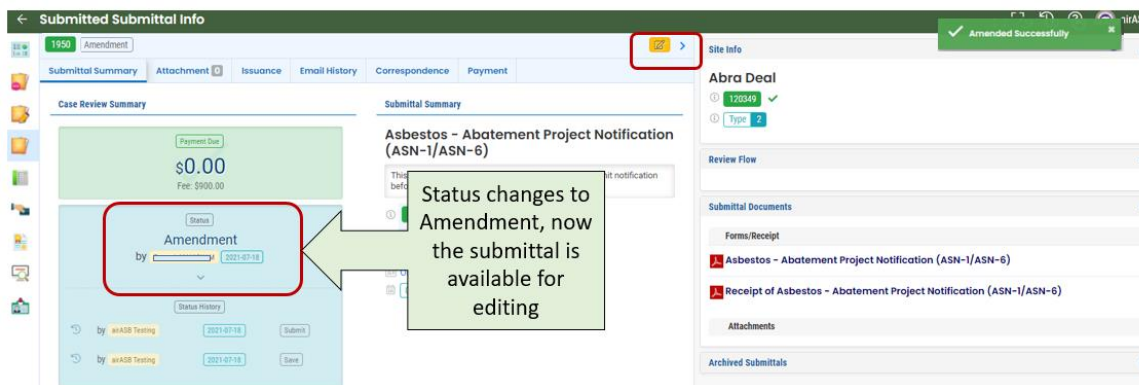 Submitted Submittal Info
Amended Successfully
1950 Amendment
Submittal Summary Attachment 0 Issuance Email History Correspondence Payment
Case Review Summary
Payment Due
$0.00
Fee: $900.00
Status
Amendment
by 2021-07-18
Status History
by airASB Testing 2021-07-18 Submit
by airASB Testing 2021-07-18 Save
Submittal Summary
Asbestos - Abatement Project Notification
(ASN-1/ASN-6)
This
notification
Status changes to
Amendment, now
the submittal is
available for
editing
Site Info
Abra Deal
120349
Type 2
Review Flow
Submittal Documents
Forms/Receipt
Asbestos - Abatement Project Notification (ASN-1/ASN-6)
Receipt of Asbestos - Abatement Project Notification (ASN-1/ASN-6)
Attachments
Archived Submittals